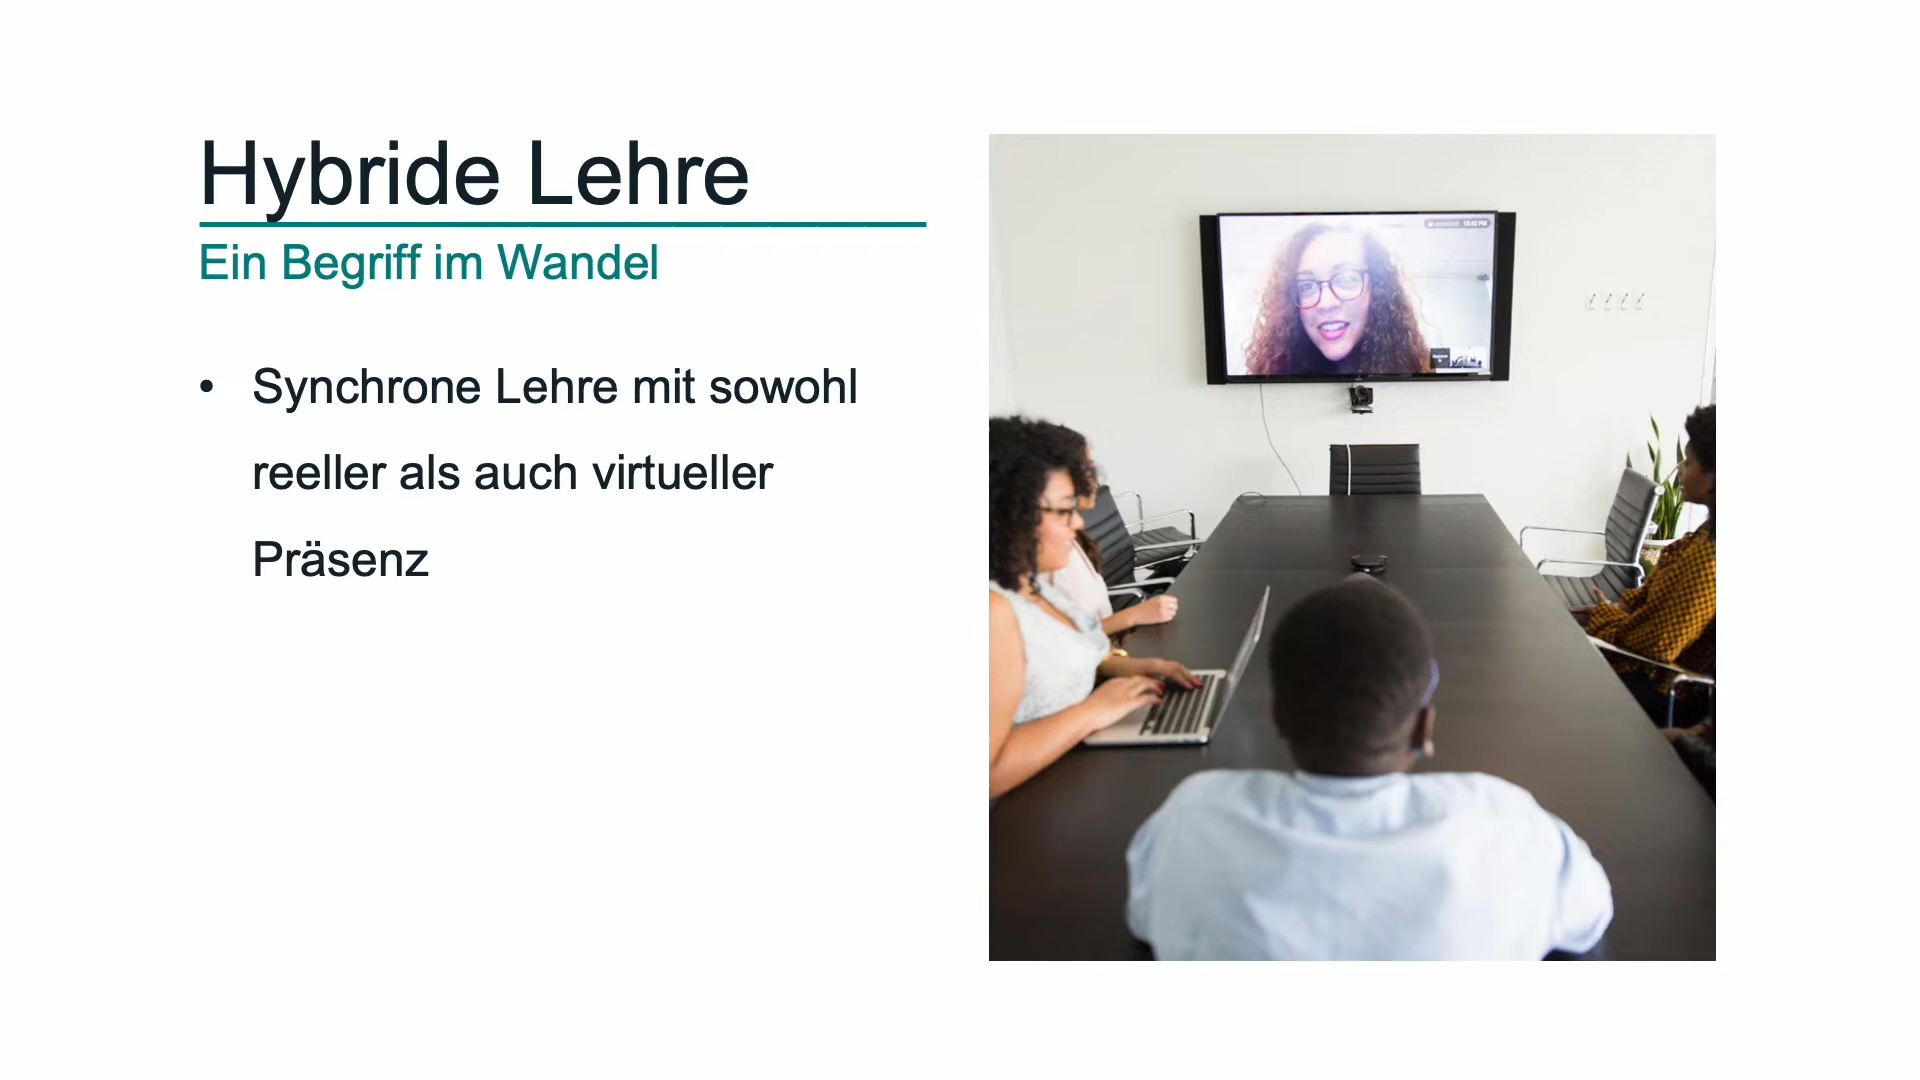 Hybride Lehre
Ein Begriff im Wandel
• Synchrone Lehre mit sowohl
reeller als auch virtueller
Präsenz